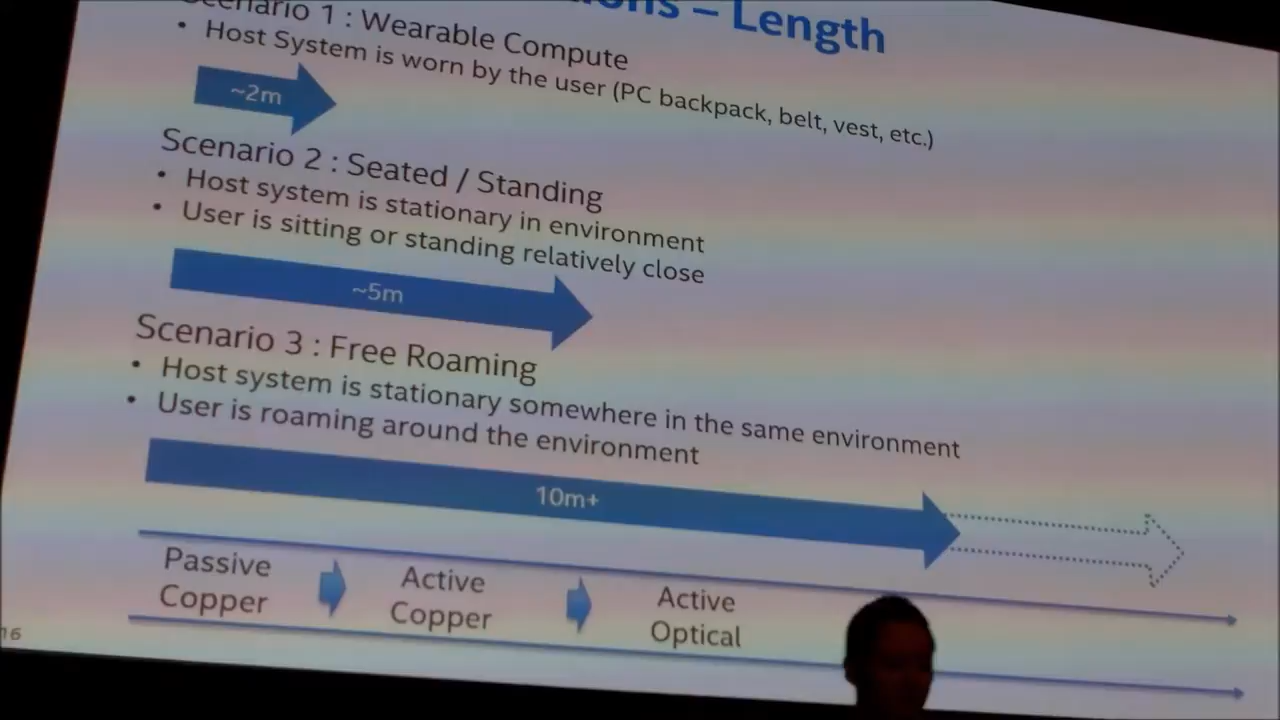 – Length
Scenario 1 : Wearable Compute
• Host System is worn by the user (PC backpack, belt, vest, etc.)
~2m
Scenario 2 : Seated / Standing
• Host system is stationary in environment
• User is sitting or standing relatively close
~5m
Scenario 3 : Free Roaming
• Host system is stationary somewhere in the same environment
• User is roaming around the environment
10m+
Passive
Copper
Active
Copper
Active
Optical
16